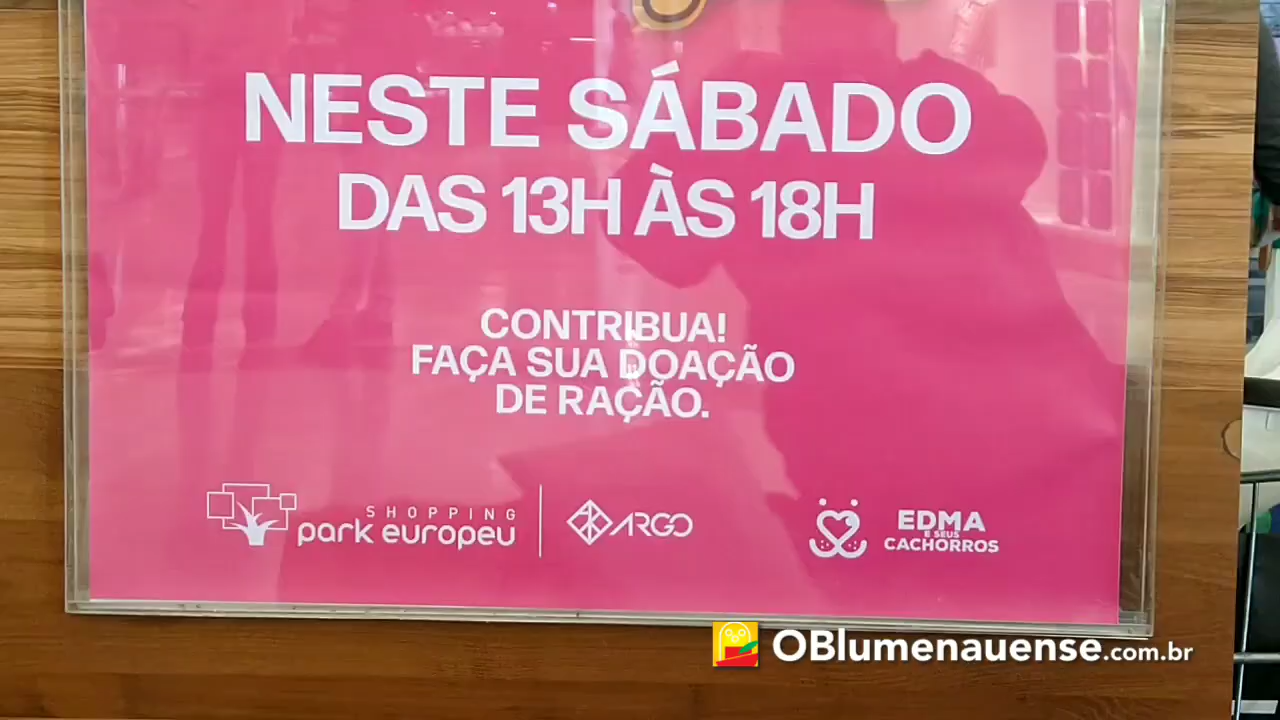 NESTE SÁBADO
DAS 13H ÀS 18H
CONTRIBUA!
FAÇA SUA DOAÇÃO
DE RAÇÃO.
SHOPPING
park europeu
ARGO
EDMA
E SEUS
CACHORROS
OBlumenauense.com.br